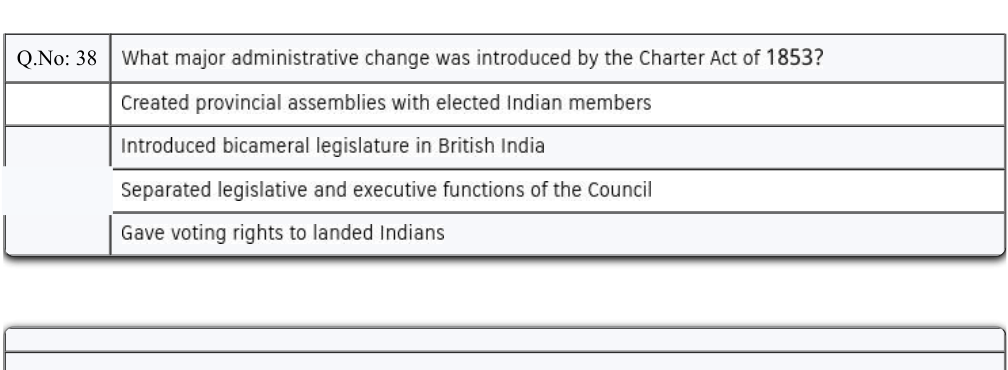 Q.No: 38 What major administrative change was introduced by the Charter Act of 1853?
Created provincial assemblies with elected Indian members
Introduced bicameral legislature in British India
Separated legislative and executive functions of the Council
Gave voting rights to landed Indians